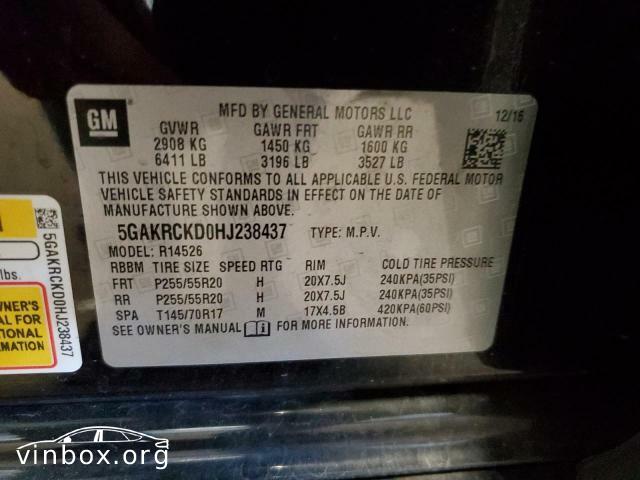 GM
MFD BY GENERAL MOTORS LLC 12/16
GVWR GAWR FRT GAWR RR
2908 KG 1450 KG 1600 KG
6411 LB 3196 LB 3527 LB
THIS VEHICLE CONFORMS TO ALL APPLICABLE U.S. FEDERAL MOTOR
VEHICLE SAFETY STANDARDS IN EFFECT ON THE DATE OF
MANUFACTURE SHOWN ABOVE.
5GAKRCKD0HJ238437 TYPE: M.P.V.
MODEL: R14526
RBBM TIRE SIZE SPEED RTG RIM COLD TIRE PRESSURE
FRT P255/55R20 H 20X7.5J 240KPA(35PSI)
RR P255/55R20 H 20X7.5J 240KPA(35PSI)
SPA T145/70R17 M 17X4.5B 420KPA(60PSI)
SEE OWNER'S MANUAL FOR MORE INFORMATION.
5GAKRCKD0HJ238437
lbs.
OWNER'S
AL FOR
TIONAL
RMATION
vinbox.org